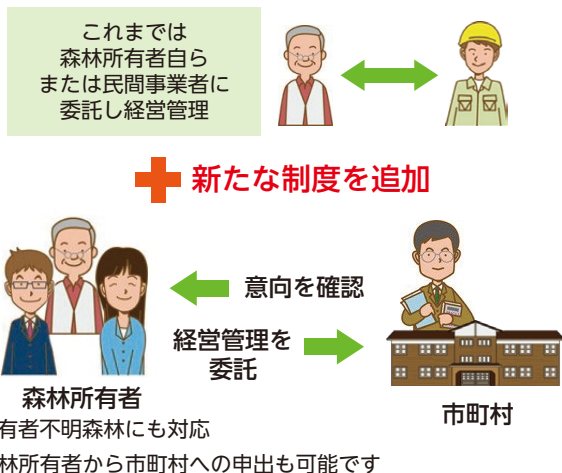 これまでは
森林所有者自ら
または民間事業者に
委託し経営管理
新たな制度を追加
意向を確認
経営管理を
委託
森林所有者
市町村
有者不明森林にも対応
林所有者から市町村への申出も可能です